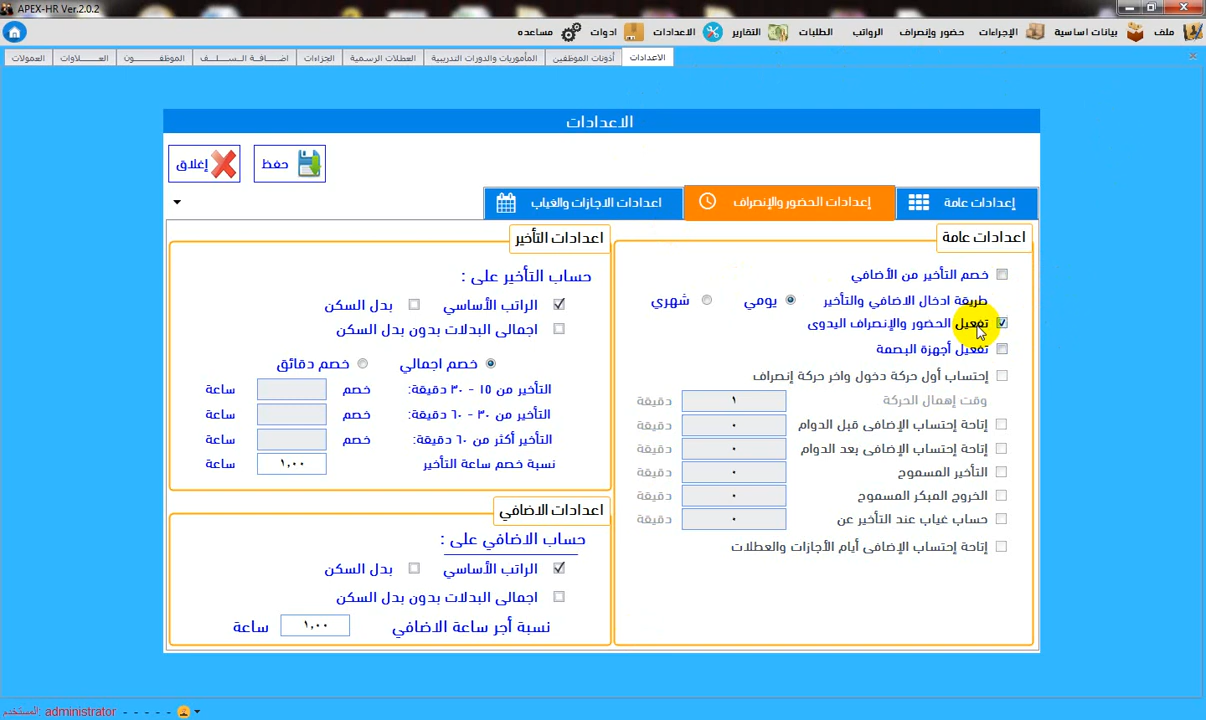 APEX-HR Ver.2.0.2
ملف بيانات اساسية الإجراءات حضور وإنصراف الرواتب الطلبات التقارير الاعدادات ادوات مساعده
الاعدادات أذونات الموظفين المأموريات والدورات التدريبية العطلات الرسمية الجزاءات اضـــافــة الـــســـلـــف الموظفـــــــون العـــــلاوات العمولات
الاعدادات
حفظ
إغلاق
إعدادات عامة
إعدادات الحضور والإنصراف
اعدادات الاجازات والغياب
اعدادات عامة
خصم التأخير من الأضافي
طريقة ادخال الاضافي والتأخير يومي شهري
تفعيل الحضور والإنصراف اليدوى
تفعيل أجهزة البصمة
إحتساب أول حركة دخول واخر حركة إنصراف
وقت إهمال الحركة ١ دقيقة
إتاحة إحتساب الإضافى قبل الدوام ٠ دقيقة
إتاحة إحتساب الإضافى بعد الدوام ٠ دقيقة
التأخير المسموح ٠ دقيقة
الخروج المبكر المسموح ٠ دقيقة
حساب غياب عند التأخير عن ٠ دقيقة
إتاحة إحتساب الإضافى أيام الأجازات والعطلات
اعدادات التأخير
حساب التأخير على :
الراتب الأساسي بدل السكن
اجمالى البدلات بدون بدل السكن
خصم اجمالي خصم دقائق
التأخير من ١٥ - ٣٠ دقيقة: خصم ساعة
التأخير من ٣٠ - ٦٠ دقيقة: خصم ساعة
التأخير أكثر من ٦٠ دقيقة: خصم ساعة
نسبة خصم ساعة التأخير ١,٠٠ ساعة
اعدادات الاضافي
حساب الاضافي على :
الراتب الأساسي بدل السكن
اجمالى البدلات بدون بدل السكن
نسبة أجر ساعة الاضافي ١,٠٠ ساعة
المستخدم: administrator - - - - -